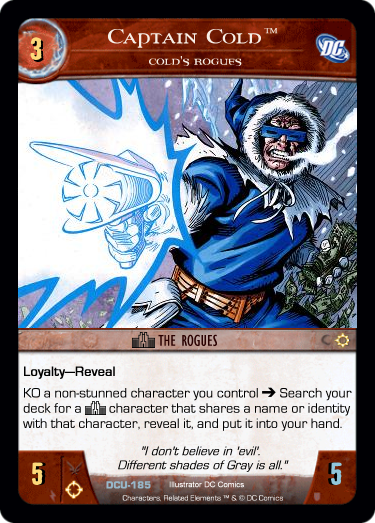 3
CAPTAIN COLD™
COLD'S ROGUES
DC
THE ROGUES
Loyalty—Reveal
KO a non-stunned character you control ➔ Search your
deck for a character that shares a name or identity
with that character, reveal it, and put it into your hand.
"I don't believe in 'evil'.
Different shades of Gray is all."
5
5
DCU-185 Illustrator DC Comics
Characters, Related Elements ™ & © DC Comics